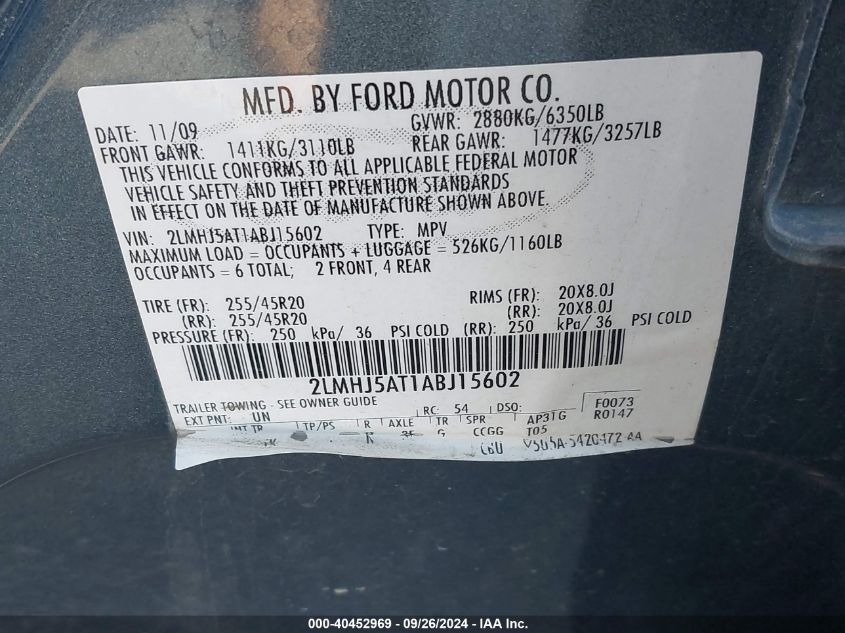 MFD. BY FORD MOTOR CO.
DATE: 11/09 GVWR: 2880KG/6350LB
FRONT GAWR: 1411KG/3110LB REAR GAWR: 1477KG/3257LB
THIS VEHICLE CONFORMS TO ALL APPLICABLE FEDERAL MOTOR
VEHICLE SAFETY AND THEFT PREVENTION STANDARDS
IN EFFECT ON THE DATE OF MANUFACTURE SHOWN ABOVE.
VIN: 2LMHJ5AT1ABJ15602 TYPE: MPV
MAXIMUM LOAD = OCCUPANTS + LUGGAGE = 526KG/1160LB
OCCUPANTS = 6 TOTAL; 2 FRONT, 4 REAR
TIRE (FR): 255/45R20 RIMS (FR): 20X8.0J
(RR): 255/45R20 (RR): 20X8.0J
PRESSURE (FR): 250 kPa/ 36 PSI COLD (RR): 250 kPa/ 36 PSI COLD
2LMHJ5AT1ABJ15602
TRAILER TOWING - SEE OWNER GUIDE
EXT PNT: UN RC: 54 DSO: F0073
INT TR TP/PS R AXLE TR SPR AP31G R0147
K G CCGG T05
000-40452969 - 09/26/2024 - IAA Inc.